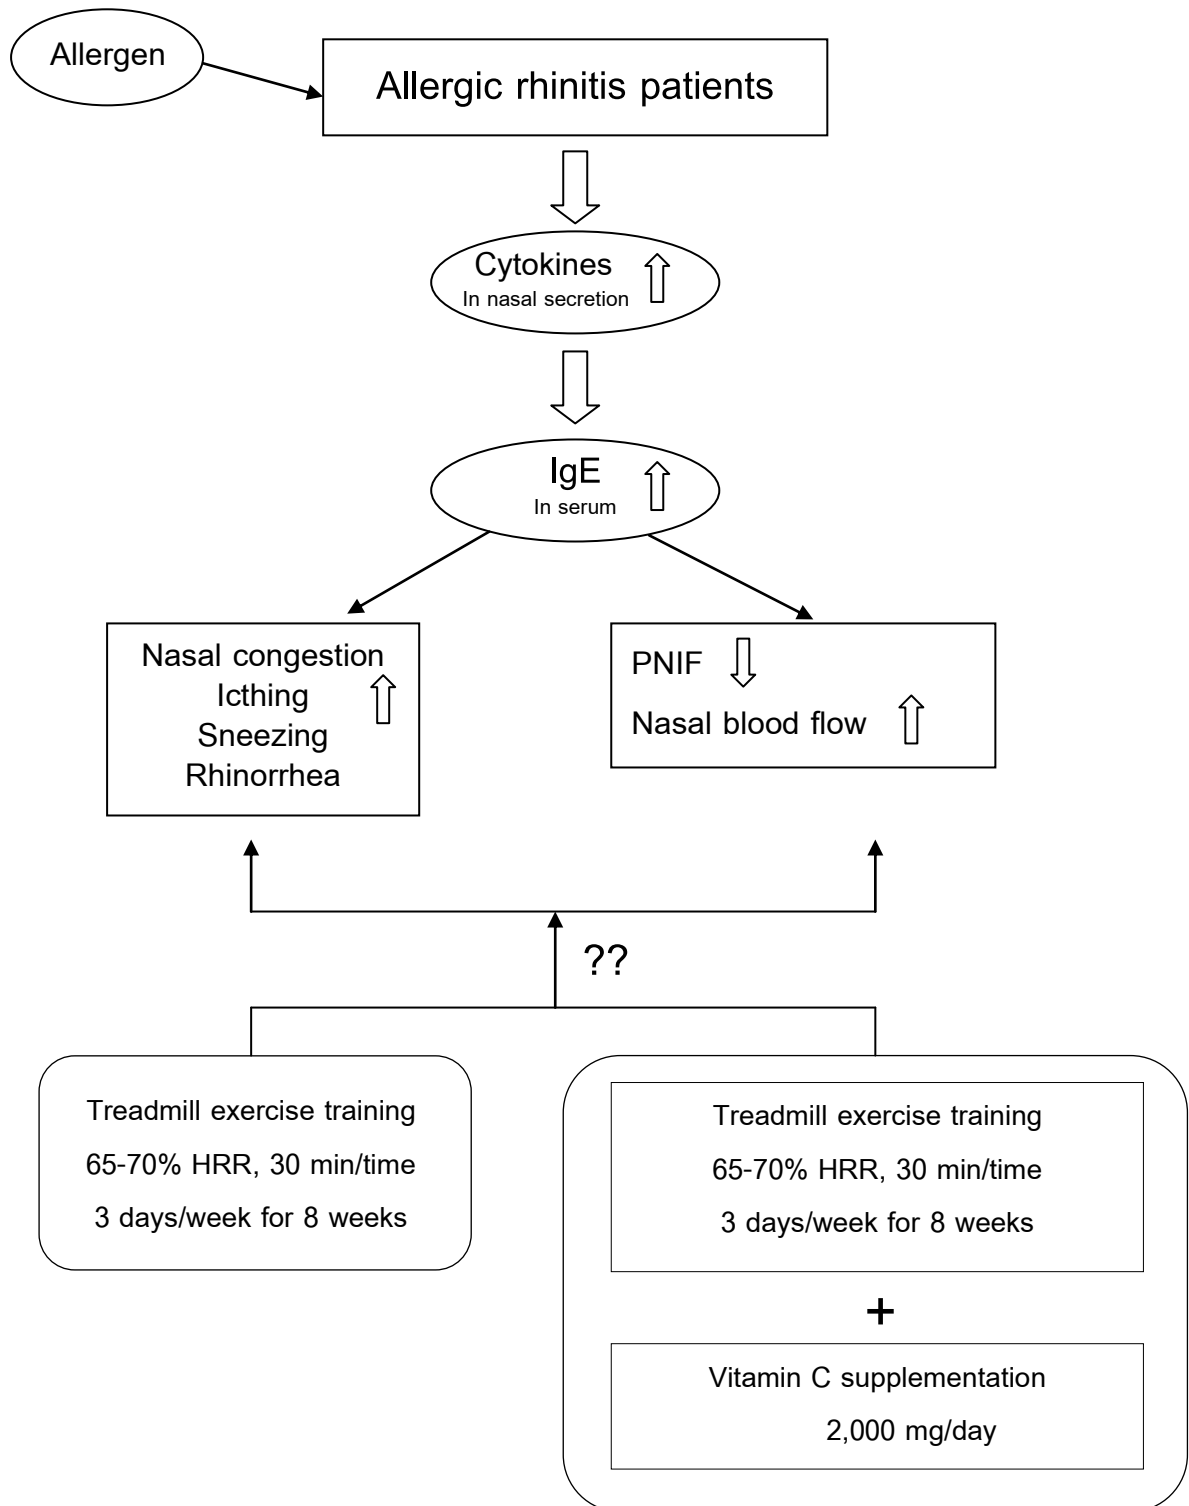 Allergen
Allergic rhinitis patients
Cytokines
In nasal secretion
IgE
In serum
Nasal congestion
Icthing
Sneezing
Rhinorrhea
PNIF
Nasal blood flow
??
Treadmill exercise training
65-70% HRR, 30 min/time
3 days/week for 8 weeks
Treadmill exercise training
65-70% HRR, 30 min/time
3 days/week for 8 weeks
+
Vitamin C supplementation
2,000 mg/day